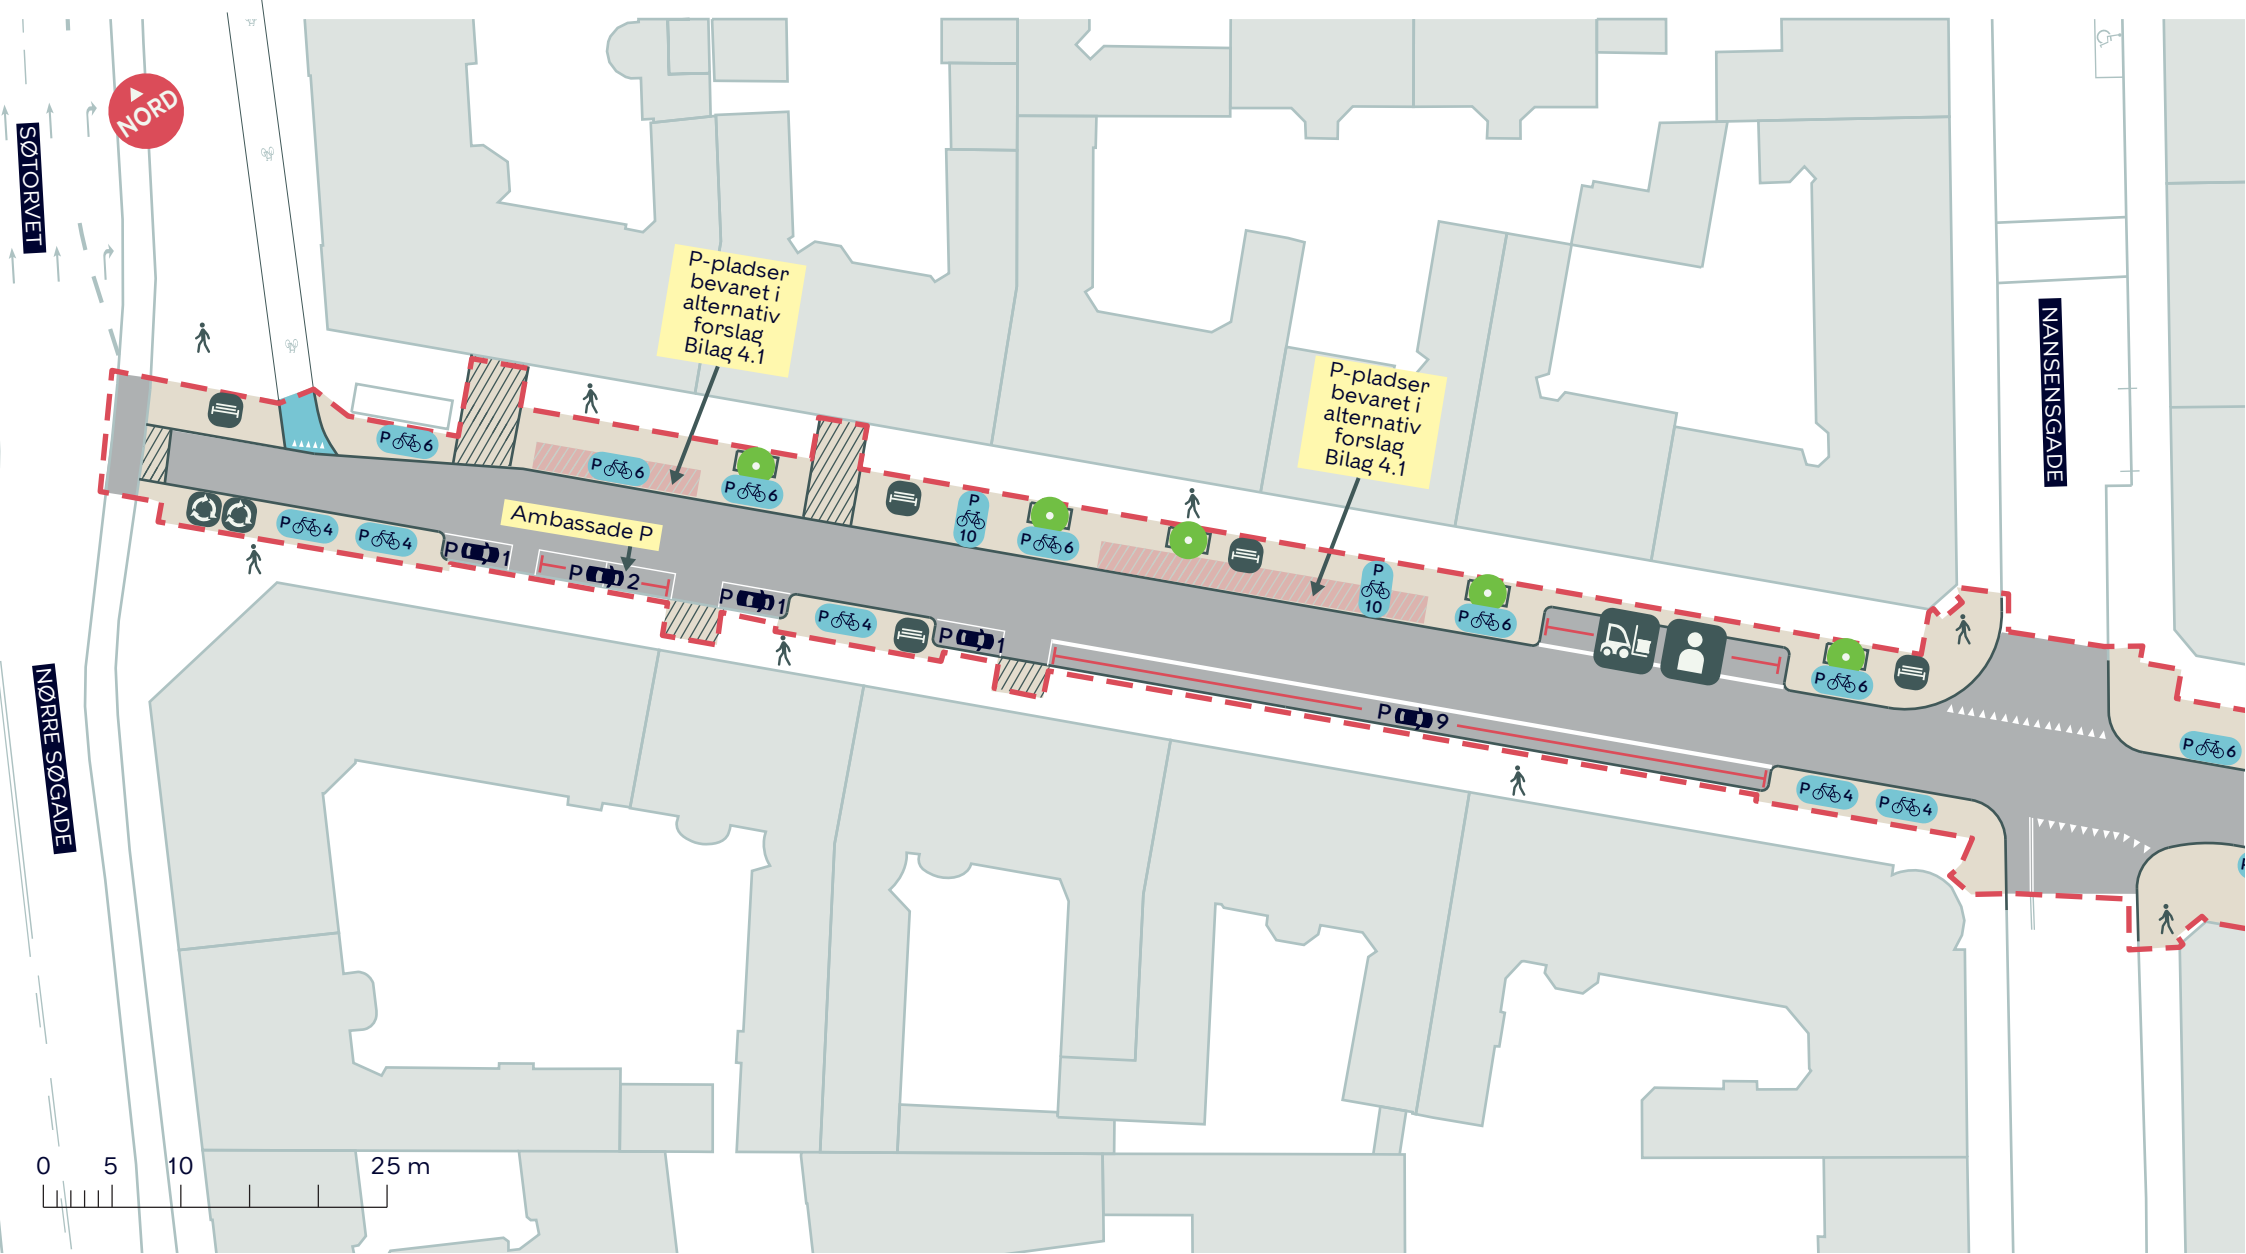 NORD
SØTORVET
P-pladser
bevaret i
alternativ
forslag
Bilag 4.1
P-pladser
bevaret i
alternativ
forslag
Bilag 4.1
NANSENSGADE
P 6
P 6
P 6
P
10
P 6
P
10
P 6
P 6
P 6
Ambassade P
P 4
P 4
P 1
P 2
P 1
P 4
P 1
P 9
P 4
P 4
NØRRE SØGADE
0 5 10 25 m